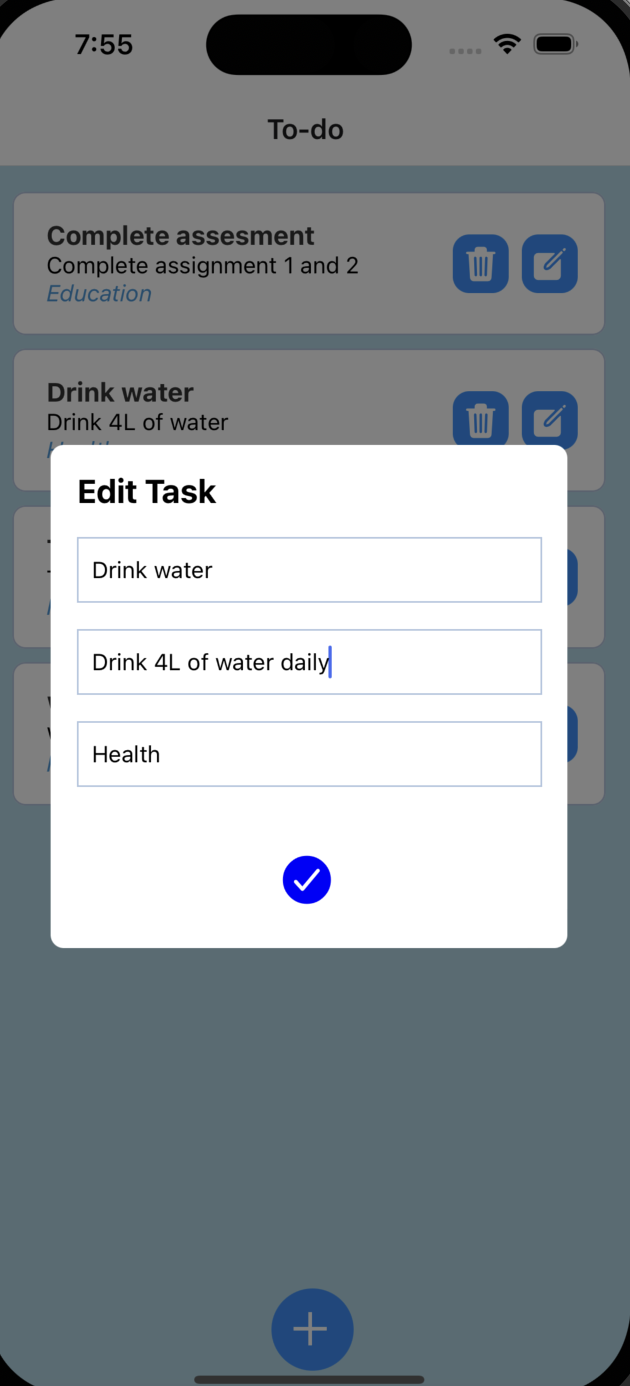 7:55
To-do
Complete assesment
Complete assignment 1 and 2
Education
Drink water
Drink 4L of water
Edit Task
Drink water
Drink 4L of water daily
Health